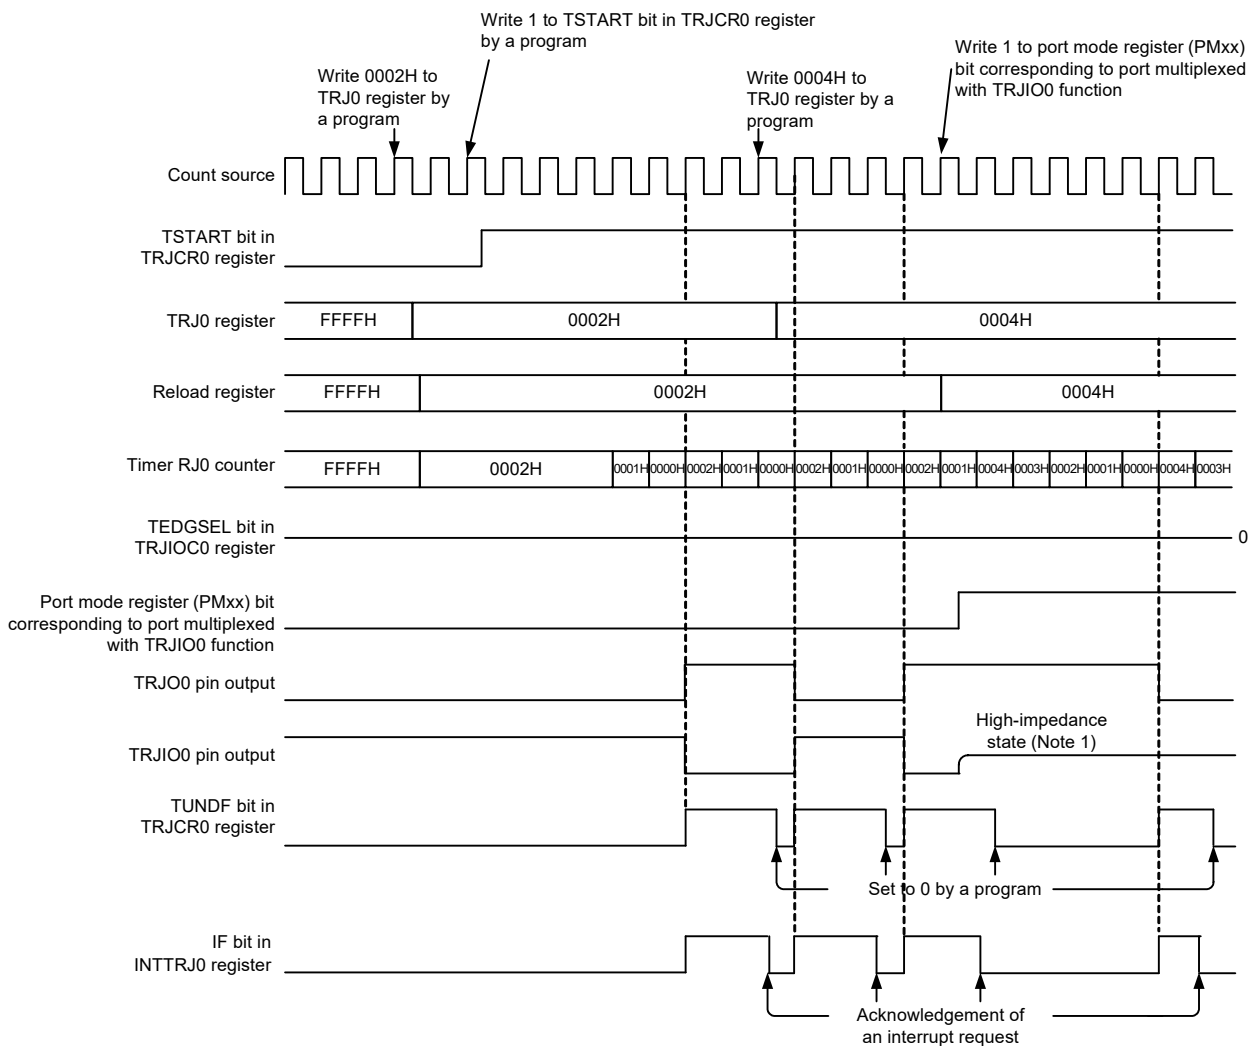 Write 1 to TSTART bit in TRJCR0 register
by a program
Write 1 to port mode register (PMxx)
bit corresponding to port multiplexed
with TRJIO0 function
Write 0002H to
TRJ0 register by
a program
Write 0004H to
TRJ0 register by a
program
Count source
TSTART bit in
TRJCR0 register
TRJ0 register
FFFFH
0002H
0004H
Reload register
FFFFH
0002H
0004H
Timer RJ0 counter
FFFFH
0002H
0001H
0000H
0002H
0001H
0000H
0002H
0001H
0000H
0002H
0001H
0004H
0003H
0002H
0001H
0000H
0004H
0003H
TEDGSEL bit in
TRJIOC0 register
0
Port mode register (PMxx) bit
corresponding to port multiplexed
with TRJIO0 function
TRJO0 pin output
High-impedance
state (Note 1)
TRJIO0 pin output
TUNDF bit in
TRJCR0 register
Set to 0 by a program
IF bit in
INTTRJ0 register
Acknowledgement of
an interrupt request